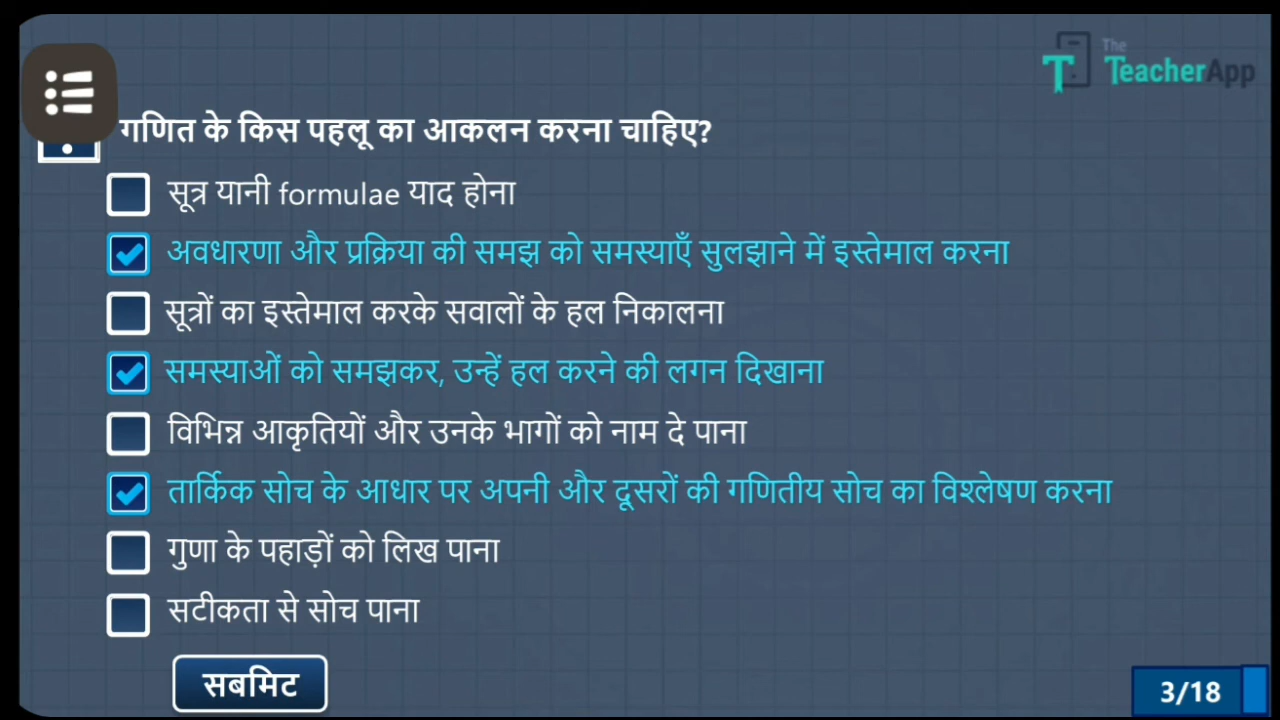 The
TeacherApp
गणित के किस पहलू का आकलन करना चाहिए?
सूत्र यानी formulae याद होना
अवधारणा और प्रक्रिया की समझ को समस्याएँ सुलझाने में इस्तेमाल करना
सूत्रों का इस्तेमाल करके सवालों के हल निकालना
समस्याओं को समझकर, उन्हें हल करने की लगन दिखाना
विभिन्न आकृतियों और उनके भागों को नाम दे पाना
तार्किक सोच के आधार पर अपनी और दूसरों की गणितीय सोच का विश्लेषण करना
गुणा के पहाड़ों को लिख पाना
सटीकता से सोच पाना
सबमिट
3/18